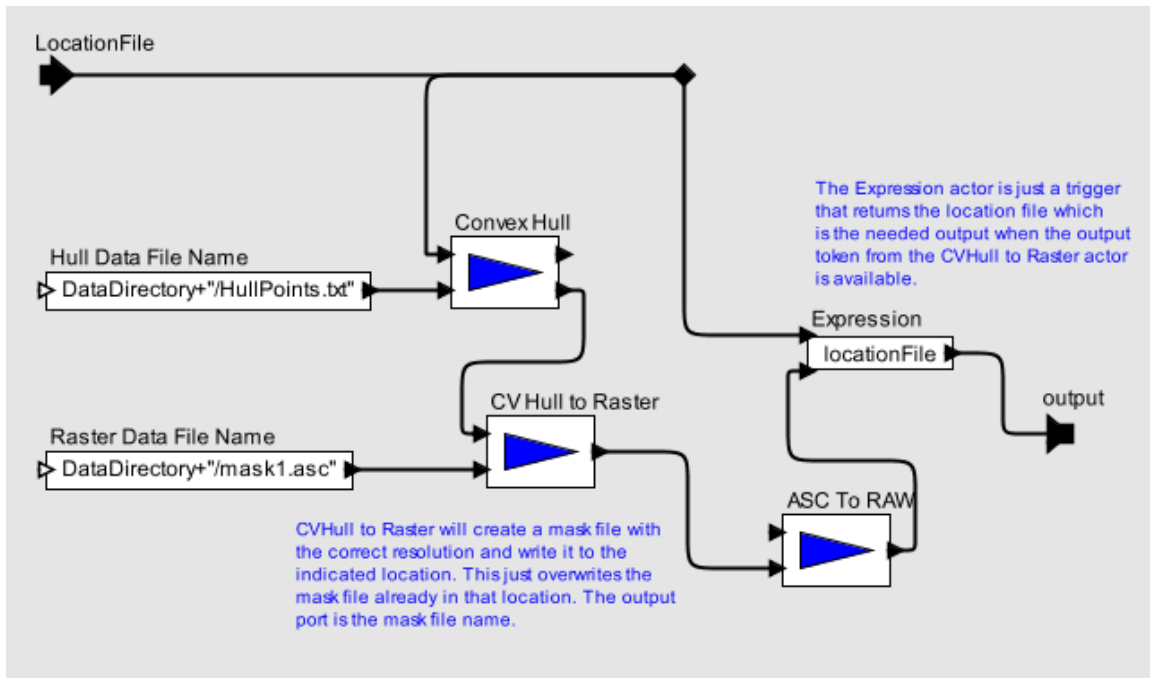 LocationFile
The Expression actor is just a trigger
that returns the location file which
is the needed output when the output
token from the CVHull to Raster actor
is available.
Convex Hull
Hull Data File Name
DataDirectory+"/HullPoints.txt"
Expression
locationFile
output
CV Hull to Raster
Raster Data File Name
DataDirectory+"/mask1.asc"
ASC To RAW
CVHull to Raster will create a mask file with
the correct resolution and write it to the
indicated location. This just overwrites the
mask file already in that location. The output
port is the mask file name.